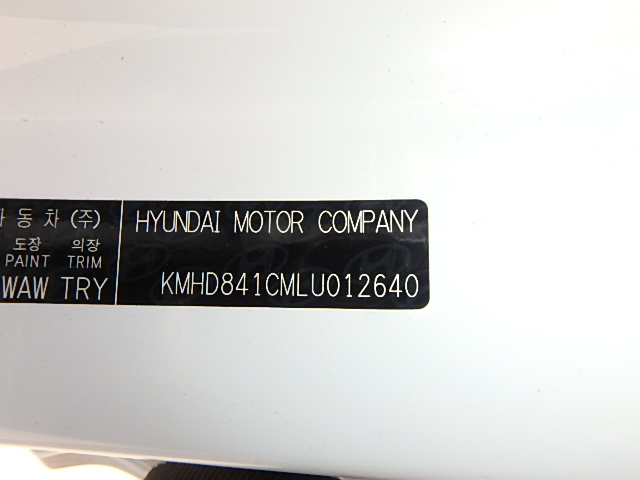 동차(주) HYUNDAI MOTOR COMPANY
도장 의장
PAINT TRIM
WAW TRY KMHD841CMLU012640